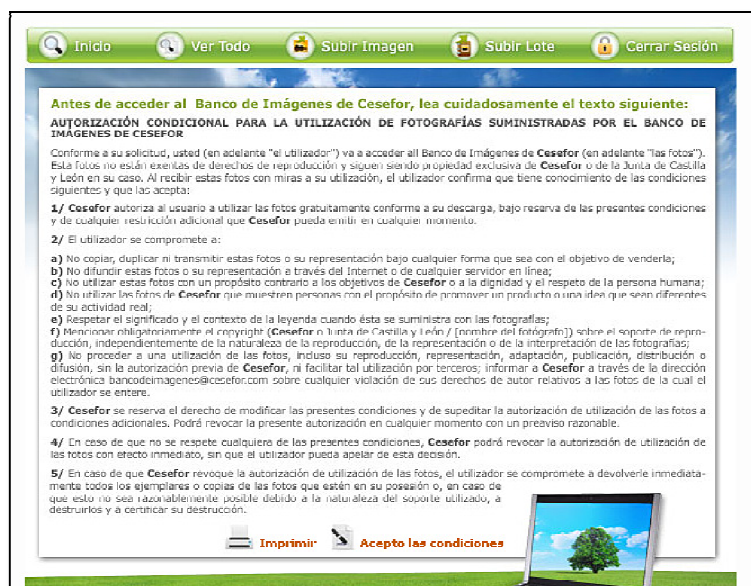 Inicio
Ver Todo
Subir Imagen
Subir Lote
Cerrar Sesión
Antes de acceder al Banco de Imágenes de Cesefor, lea cuidadosamente el texto siguiente:
AUTORIZACIÓN CONDICIONAL PARA LA UTILIZACIÓN DE FOTOGRAFÍAS SUMINISTRADAS POR EL BANCO DE
IMÁGENES DE CESEFOR
Conforme a su solicitud, usted (en adelante "el utilizador") va a acceder all Banco de Imágenes de Cesefor (en adelante "las fotos").
Esta fotos no están exentas de derechos de reproducción y siguen siendo propiedad exclusiva de Cesefor o de la Junta de Castilla
y León en su caso. Al recibir estas fotos con miras a su utilización, el utilizador confirma que tiene conocimiento de las condiciones
siguientes y que las acepta:
1/ Cesefor autoriza al usuario a utilizar las fotos gratuitamente conforme a su descarga, bajo reserva de las presentes condiciones
y de cualquier restricción adicional que Cesefor pueda emitir en cualquier momento.
2/ El utilizador se compromete a:
a) No copiar, duplicar ni transmitir estas fotos o su representación bajo cualquier forma que sea con el objetivo de venderla;
b) No difundir estas fotos o su representación a través del Internet o de cualquier servidor en línea;
c) No utilizar estas fotos con un propósito contrario a los objetivos de Cesefor o a la dignidad y el respeto de la persona humana;
d) No utilizar las fotos de Cesefor que muestren personas con el propósito de promover un producto o una idea que sean diferentes
de su actividad real;
e) Respetar el significado y el contexto de la leyenda cuando ésta se suministra con las fotografías;
f) Mencionar obligatoriamente el copyright (Cesefor o Junta de Castilla y León / [nombre del fotógrafo]) sobre el soporte de repro-
ducción, independientemente de la naturaleza de la reproducción, de la representación o de la interpretación de las fotografías;
g) No proceder a una utilización de las fotos, incluso su reproducción, representación, adaptación, publicación, distribución o
difusión, sin la autorización previa de Cesefor, ni facilitar tal utilización por terceros; informar a Cesefor a través de la dirección
electrónica bancodeimagenes@cesefor.com sobre cualquier violación de sus derechos de autor relativos a las fotos de la cual el
utilizador se entere.
3/ Cesefor se reserva el derecho de modificar las presentes condiciones y de supeditar la autorización de utilización de las fotos a
condiciones adicionales. Podrá revocar la presente autorización en cualquier momento con un preaviso razonable.
4/ En caso de que no se respete cualquiera de las presentes condiciones, Cesefor podrá revocar la autorización de utilización de
las fotos con efecto inmediato, sin que el utilizador pueda apelar de esta decisión.
5/ En caso de que Cesefor revoque la autorización de utilización de las fotos, el utilizador se compromete a devolverle inmediata-
mente todos los ejemplares o copias de las fotos que estén en su posesión o, en caso de
que esto no sea razonablemente posible debido a la naturaleza del soporte utilizado, a
destruirlos y a certificar su destrucción.
Imprimir
Acepto las condiciones